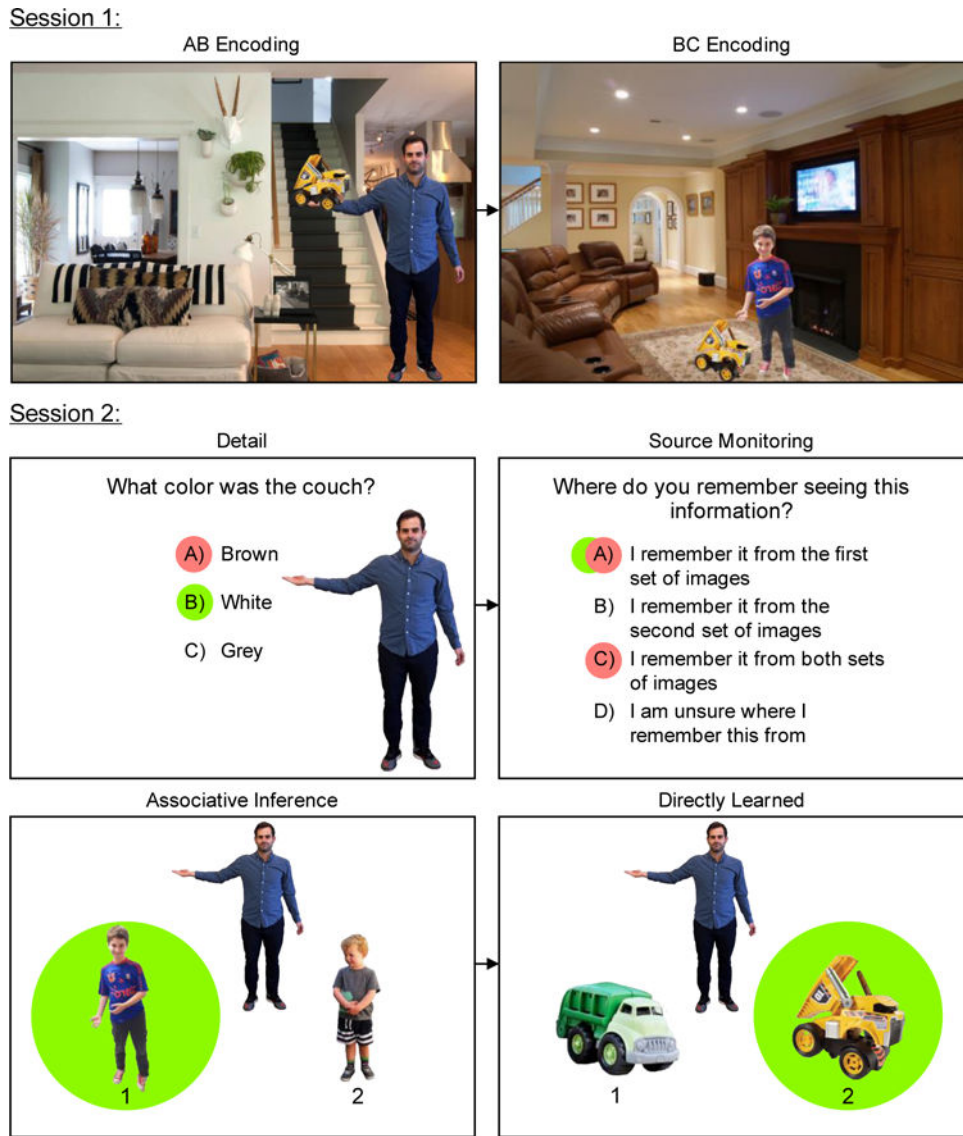 Session 1:
AB Encoding
BC Encoding
Session 2:
Detail
What color was the couch?
A) Brown
B) White
C) Grey
Source Monitoring
Where do you remember seeing this
information?
A) I remember it from the first
set of images
B) I remember it from the
second set of images
C) I remember it from both sets
of images
D) I am unsure where I
remember this from
Associative Inference
1
2
Directly Learned
1
2